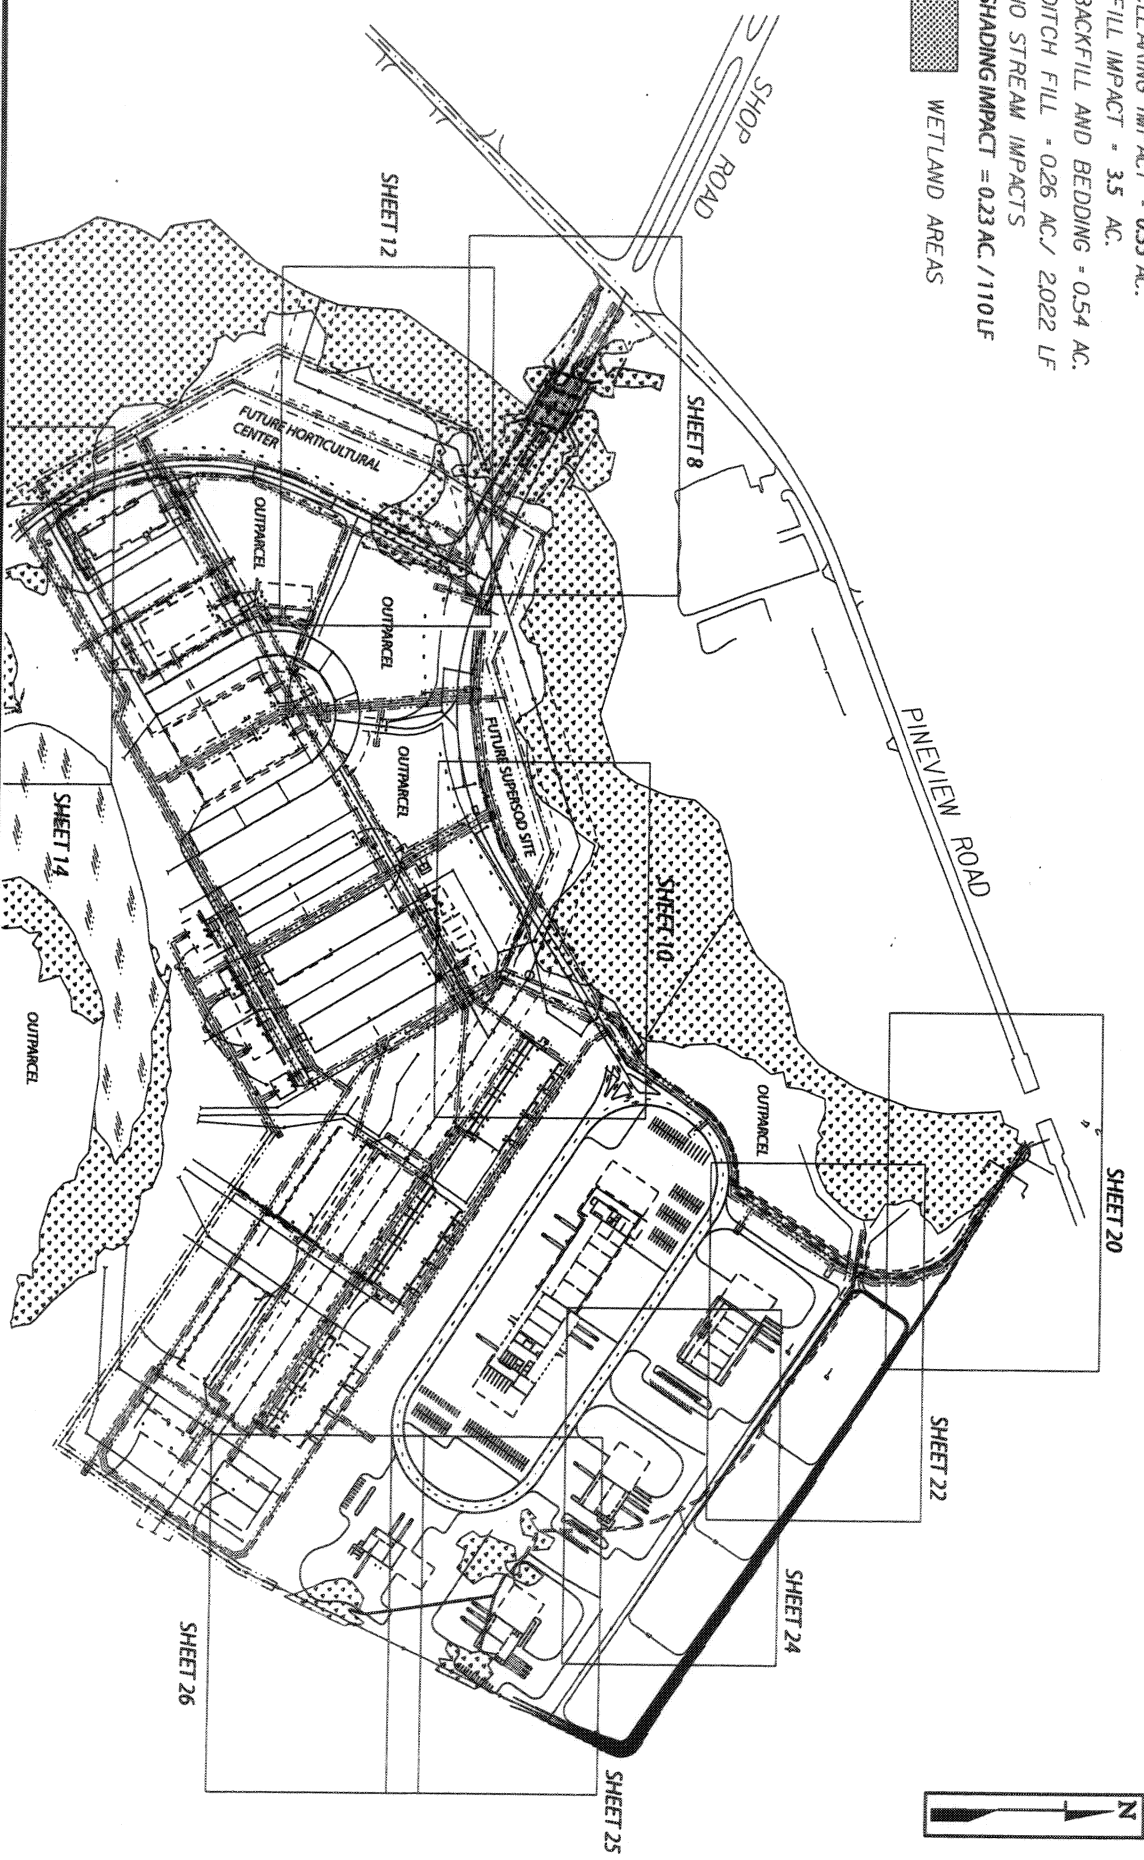 FILL IMPACT = 3.5 AC.
BACKFILL AND BEDDING = 0.54 AC.
DITCH FILL = 0.26 AC./ 2,022 LF
NO STREAM IMPACTS
SHADING IMPACT = 0.23 AC. / 110 LF
WETLAND AREAS
SHOP ROAD
PINEVIEW ROAD
SHEET 8
SHEET 12
SHEET 10
SHEET 20
SHEET 22
SHEET 24
SHEET 25
SHEET 26
SHEET 14
FUTURE HORTICULTURAL
CENTER
OUTPARCEL
OUTPARCEL
OUTPARCEL
FUTURE SUPERSOD SITE
OUTPARCEL
OUTPARCEL
N